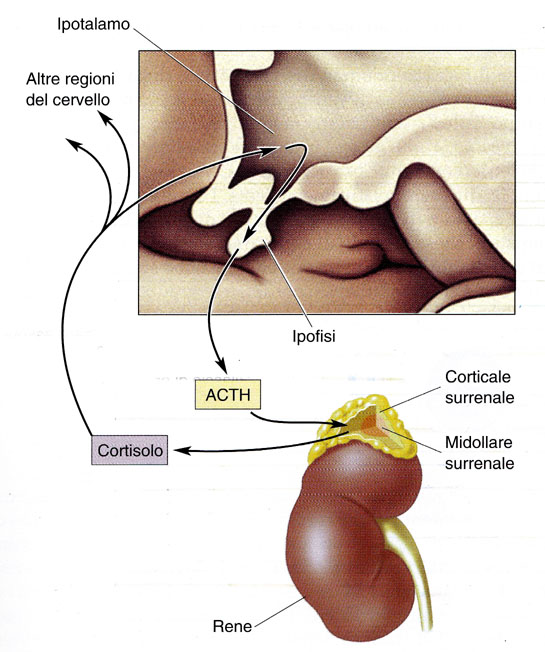 Ipotalamo
Altre regioni
del cervello
Ipofisi
ACTH
Corticale
surrenale
Cortisolo
Midollare
surrenale
Rene